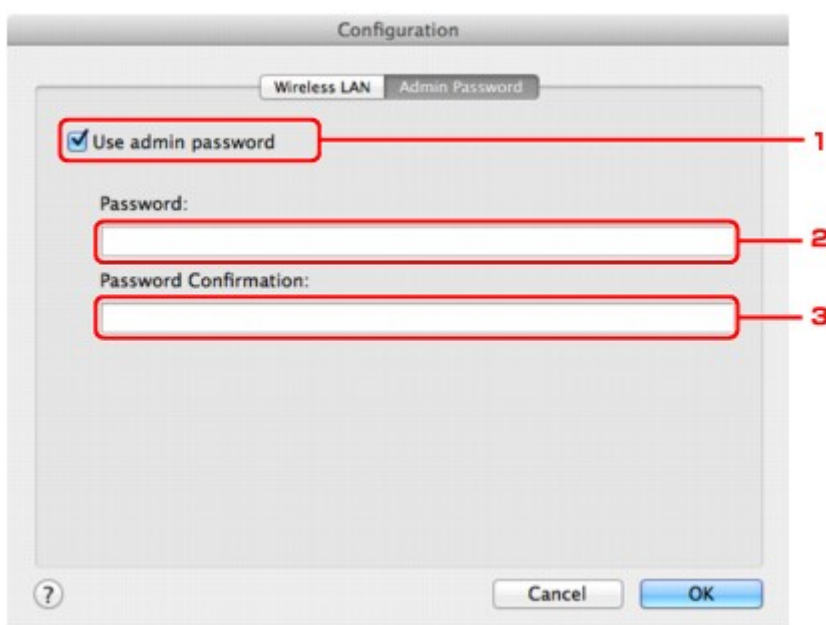 Configuration
Wireless LAN Admin Password
Use admin password 1
Password:
2
Password Confirmation:
3
? Cancel OK